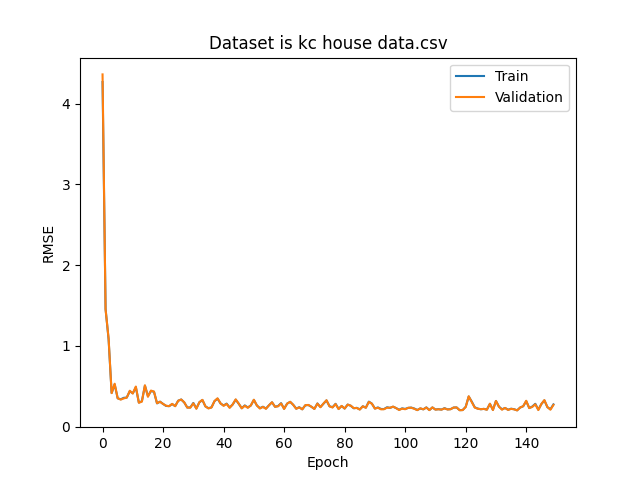 Dataset is kc house data.csv
Train
Validation
RMSE
4
3
2
1
0
0 20 40 60 80 100 120 140
Epoch